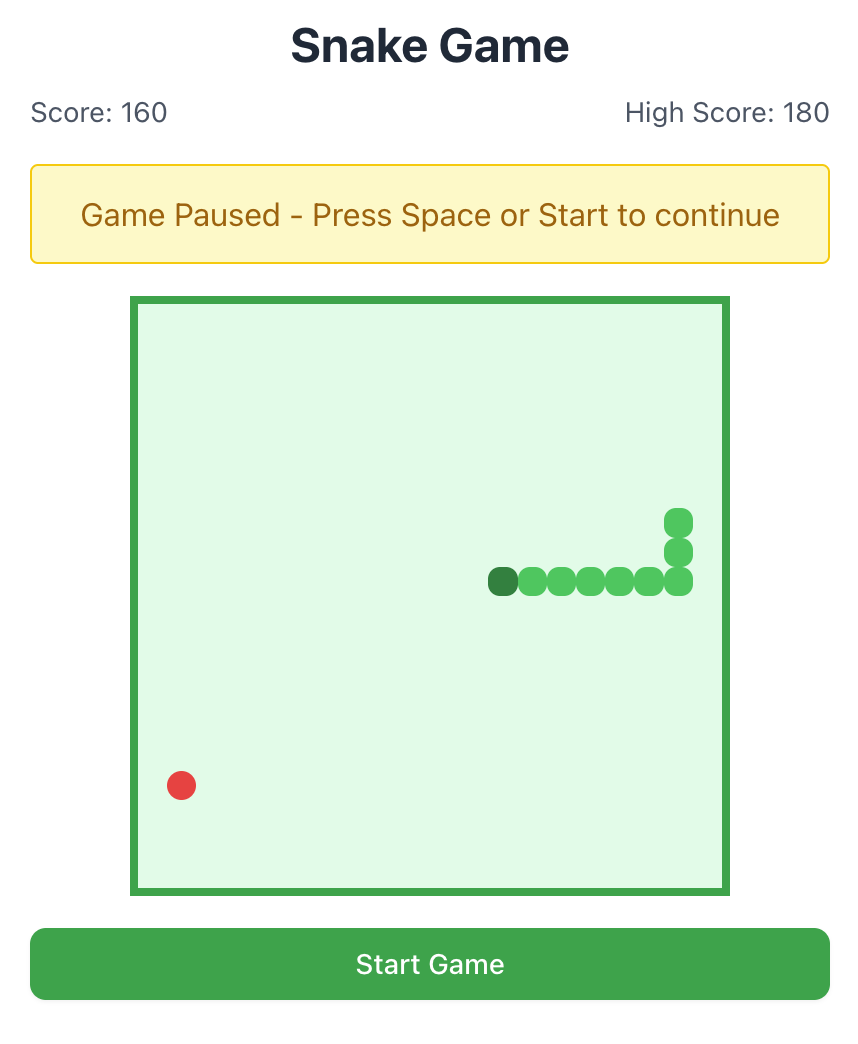 Snake Game
Score: 160
High Score: 180
Game Paused - Press Space or Start to continue
Start Game